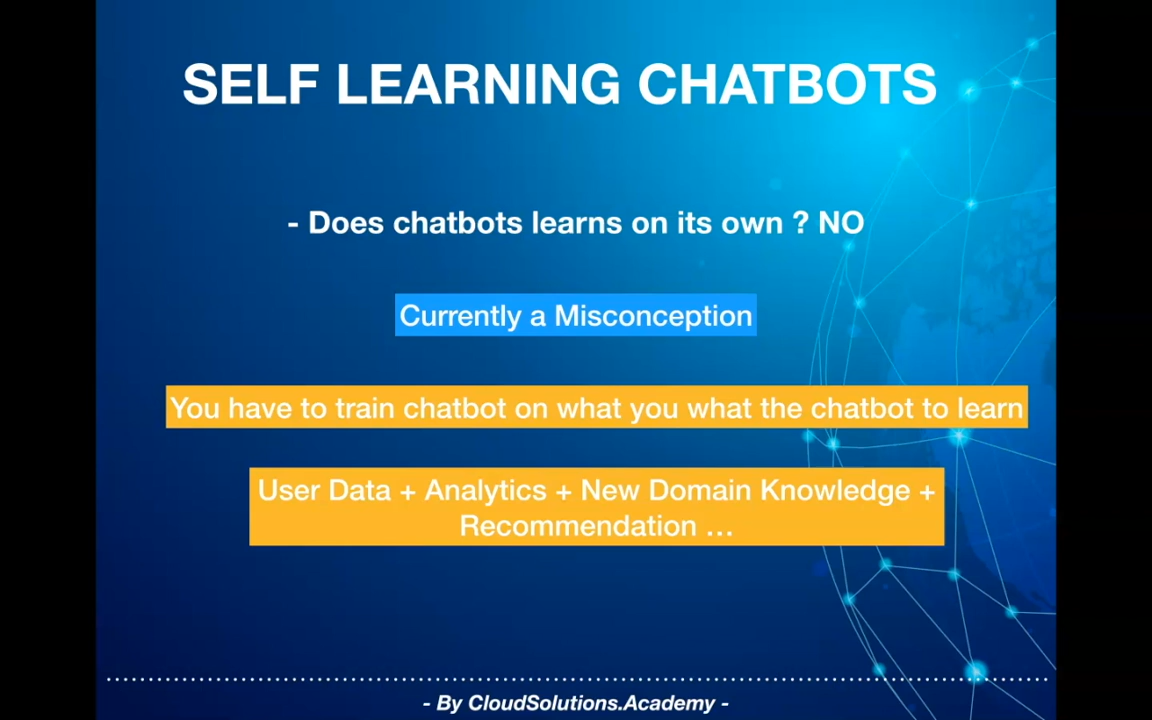 SELF LEARNING CHATBOTS
- Does chatbots learns on its own ? NO
Currently a Misconception
You have to train chatbot on what you what the chatbot to learn
User Data + Analytics + New Domain Knowledge +
Recommendation ...
- By CloudSolutions.Academy -